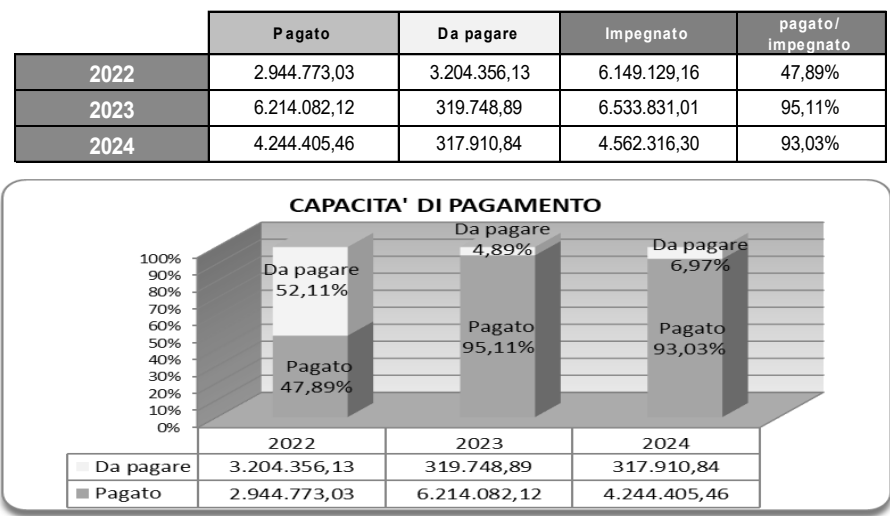 Pagato Da pagare Impegnato pagato/
impegnato
2022 2.944.773,03 3.204.356,13 6.149.129,16 47,89%
2023 6.214.082,12 319.748,89 6.533.831,01 95,11%
2024 4.244.405,46 317.910,84 4.562.316,30 93,03%
CAPACITA' DI PAGAMENTO
100%
90%
80%
70%
60%
50%
40%
30%
20%
10%
0%
Da pagare
52,11%
Pagato
47,89%
Da pagare
4,89%
Pagato
95,11%
Da pagare
6,97%
Pagato
93,03%
2022 2023 2024
Da pagare 3.204.356,13 319.748,89 317.910,84
Pagato 2.944.773,03 6.214.082,12 4.244.405,46